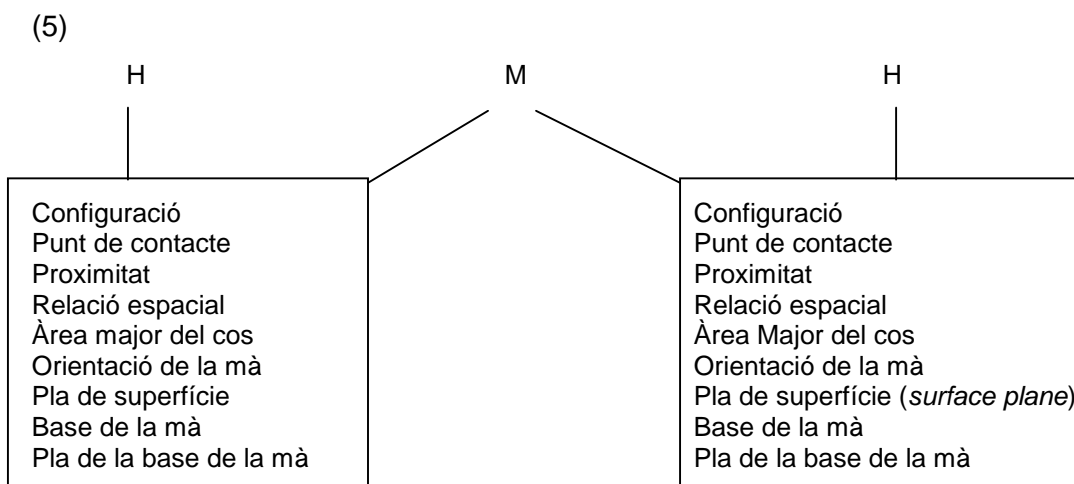 (5)
H M H
Configuració
Punt de contacte
Proximitat
Relació espacial
Àrea major del cos
Orientació de la mà
Pla de superfície
Base de la mà
Pla de la base de la mà
Configuració
Punt de contacte
Proximitat
Relació espacial
Àrea Major del cos
Orientació de la mà
Pla de superfície (surface plane)
Base de la mà
Pla de la base de la mà